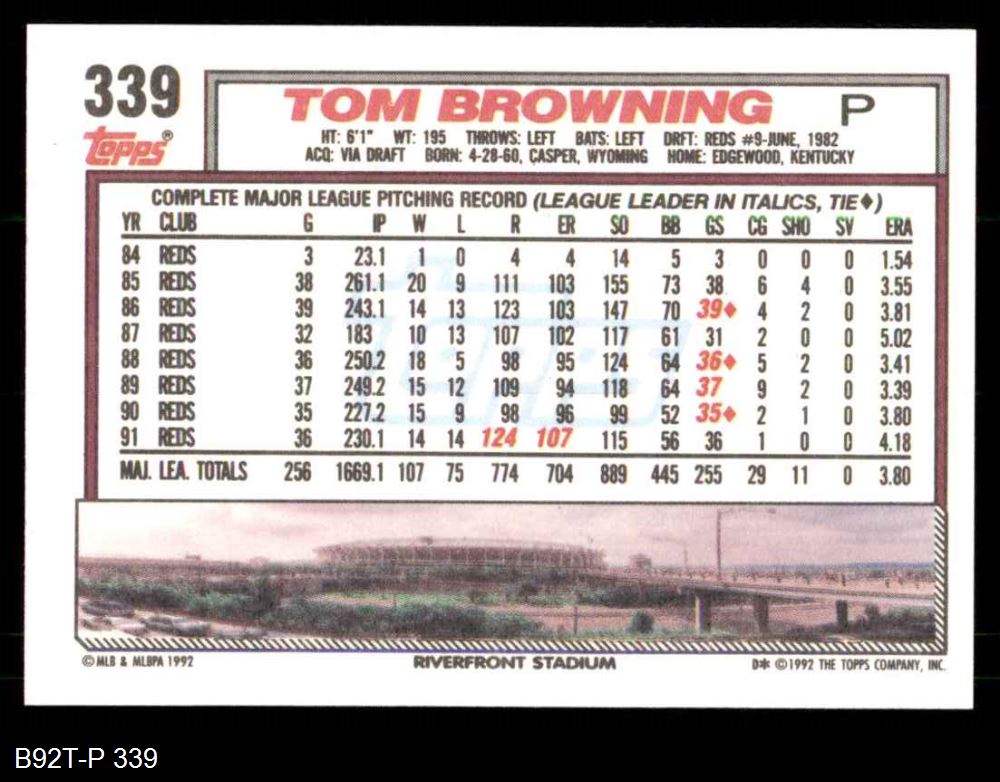 339
Topps®
TOM BROWNING P
HT: 6'1" WT: 195 THROWS: LEFT BATS: LEFT DRFT: REDS #9-JUNE, 1982
ACQ: VIA DRAFT BORN: 4-28-60, CASPER, WYOMING HOME: EDGEWOOD, KENTUCKY
COMPLETE MAJOR LEAGUE PITCHING RECORD (LEAGUE LEADER IN ITALICS, TIE♦)
YR CLUB G IP W L R ER SO BB GS CG SHO SV ERA
84 REDS 3 23.1 1 0 4 4 14 5 3 0 0 0 1.54
85 REDS 38 261.1 20 9 111 103 155 73 38 6 4 0 3.55
86 REDS 39 243.1 14 13 123 103 147 70 39♦ 4 2 0 3.81
87 REDS 32 183 10 13 107 102 117 61 31 2 0 0 5.02
88 REDS 36 250.2 18 5 98 95 124 64 36♦ 5 2 0 3.41
89 REDS 37 249.2 15 12 109 94 118 64 37 9 2 0 3.39
90 REDS 35 227.2 15 9 98 96 99 52 35♦ 2 1 0 3.80
91 REDS 36 230.1 14 14 124 107 115 56 36 1 0 0 4.18
MAJ. LEA. TOTALS 256 1669.1 107 75 774 704 889 445 255 29 11 0 3.80
© MLB & MLBPA 1992 RIVERFRONT STADIUM D* © 1992 THE TOPPS COMPANY, INC.
B92T-P 339